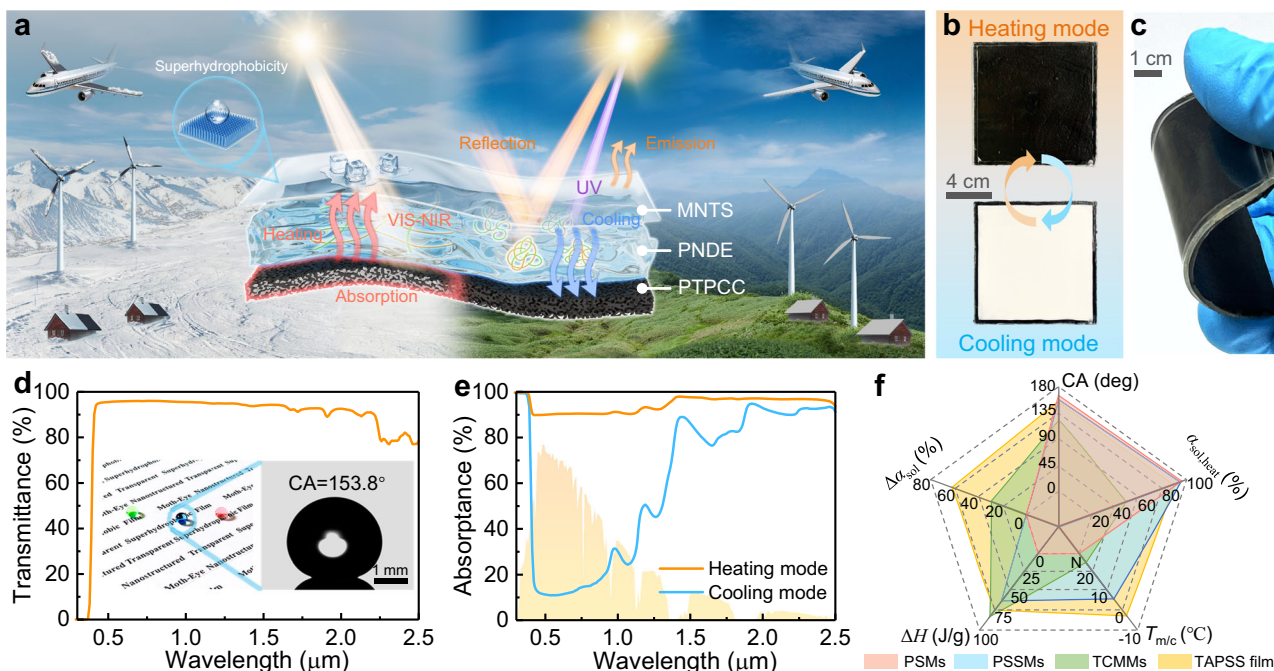 a
Superhydrophobicity
Reflection
Emission
UV
Heating
VIS-NIR
Cooling
Absorption
MNTS
PNDE
PTPCC
b
Heating mode
4 cm
Cooling mode
c
1 cm
d
Transmittance (%)
100
80
60
40
20
0
0.5
1.0
1.5
2.0
2.5
Wavelength (μm)
CA=153.8°
1 mm
e
Absorptance (%)
100
80
60
40
20
0
0.5
1.0
1.5
2.0
2.5
Wavelength (μm)
Heating mode
Cooling mode
f
CA (deg)
180
135
90
45
0
αsol,heat (%)
100
80
60
40
20
Tm/c (°C)
N
20
10
0
-10
ΔH (J/g)
0
25
50
75
100
Δαsol (%)
80
60
40
20
0
PSMs
PSSMs
TCMMs
TAPSS film